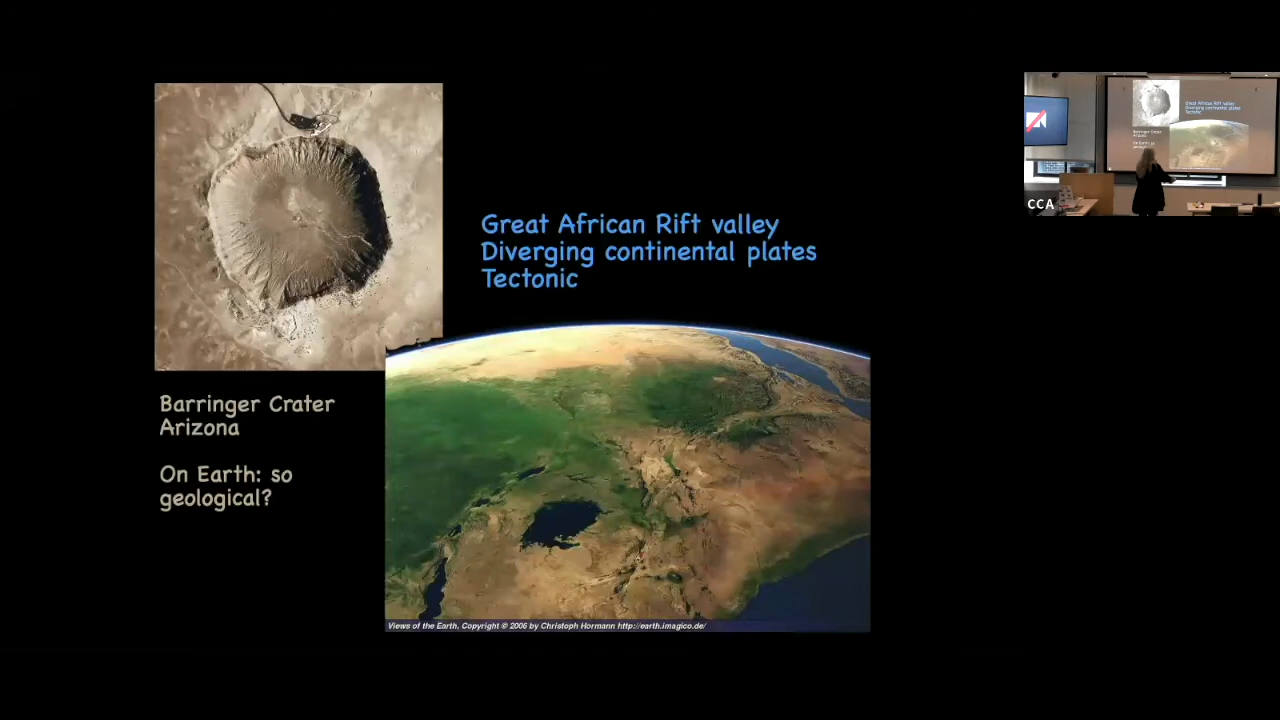 Great African Rift valley
Diverging continental plates
Tectonic
Barringer Crater
Arizona
On Earth: so
geological?
Views of the Earth, Copyright © 2006 by Christoph Hormann http://earth.imagico.de/
CCA